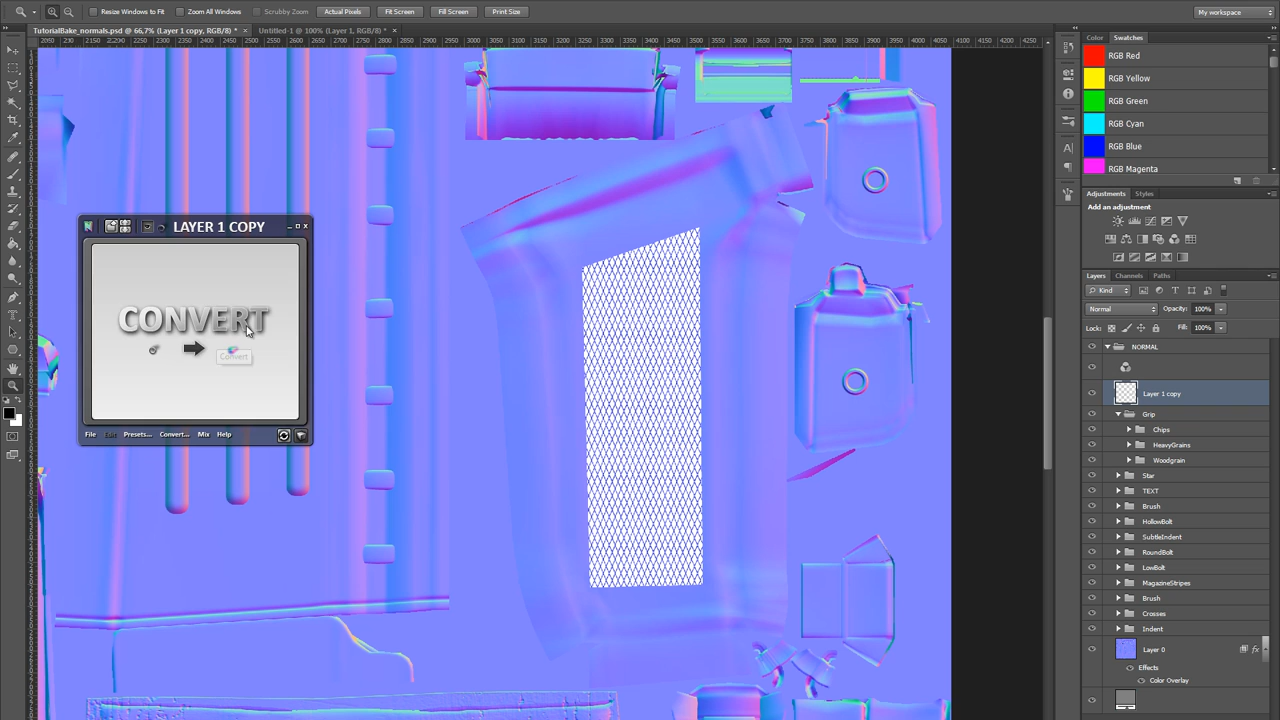 Resize Windows to Fit
Zoom All Windows
Scrubby Zoom
Actual Pixels
Fit Screen
Fill Screen
Print Size
My workspace
TutorialBake_normals.psd @ 66,7% (Layer 1 copy, RGB/8) *
Untitled-1 @ 100% (Layer 1, RGB/8) *
Color
Swatches
RGB Red
RGB Yellow
RGB Green
RGB Cyan
RGB Blue
RGB Magenta
Adjustments
Styles
Add an adjustment
Layers
Channels
Paths
Kind
Normal
Opacity: 100%
Lock:
Fill: 100%
NORMAL
Layer 1 copy
Grip
Chips
HeavyGrains
Woodgrain
Star
TEXT
Brush
HollowBolt
SubtleIndent
RoundBolt
LowBolt
MagazineStripes
Brush
Crosses
Indent
Layer 0
fx
Effects
Color Overlay
LAYER 1 COPY
CONVERT
Convert
File
Presets...
Convert...
Mix
Help